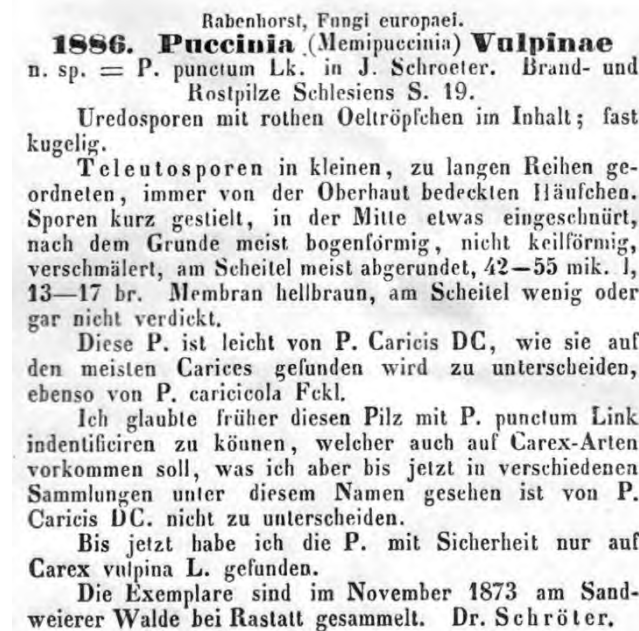 Rabenhorst, Fungi europaei.
1886. Puccinia (Hemipuccinia) Vulpinae
n. sp. = P. punctum Lk. in J. Schroeter. Brand- und
Rostpilze Schlesiens S. 19.
Uredosporen mit rothen Oeltröpfchen im Inhalt; fast
kugelig.
Teleutosporen in kleinen, zu langen Reihen ge-
ordneten, immer von der Oberhaut bedeckten Häufchen.
Sporen kurz gestielt, in der Mitte etwas eingeschnürt,
nach dem Grunde meist bogenförmig, nicht keilförmig,
verschmälert, am Scheitel meist abgerundet, 42—55 mik. l,
13—17 br. Membran hellbraun, am Scheitel wenig oder
gar nicht verdickt.
Diese P. ist leicht von P. Caricis DC, wie sie auf
den meisten Carices gefunden wird zu unterscheiden,
ebenso von P. caricicola Fckl.
Ich glaubte früher diesen Pilz mit P. punctum Link
indentificiren zu können, welcher auch auf Carex-Arten
vorkommen soll, was ich aber bis jetzt in verschiedenen
Sammlungen unter diesem Namen gesehen ist von P.
Caricis DC. nicht zu unterscheiden.
Bis jetzt habe ich die P. mit Sicherheit nur auf
Carex vulpina L. gefunden.
Die Exemplare sind im November 1873 am Sand-
weierer Walde bei Rastatt gesammelt. Dr. Schröter.